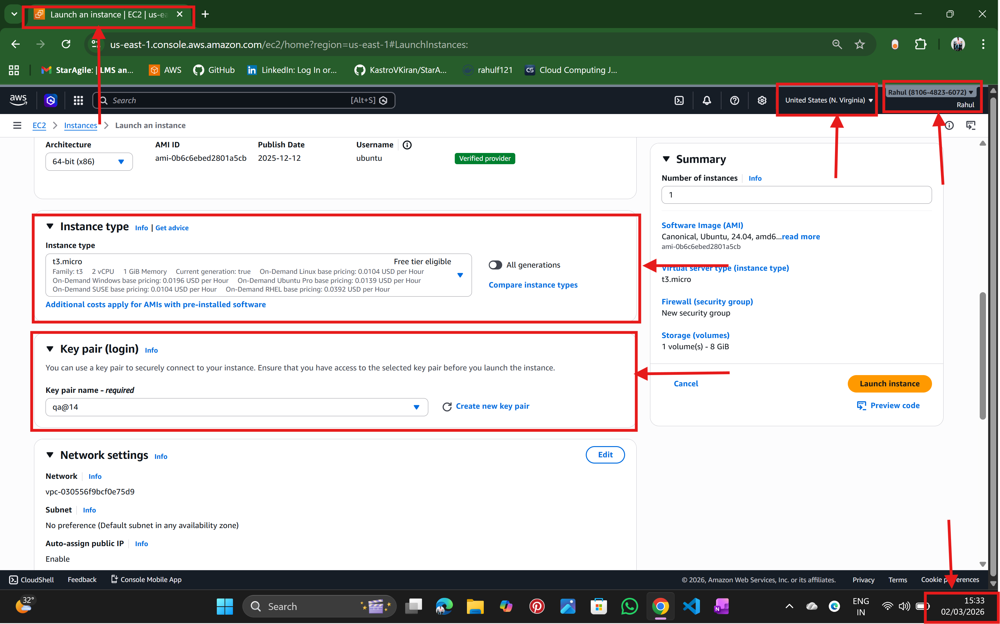 Launch an instance | EC2 | us-ea
us-east-1.console.aws.amazon.com/ec2/home?region=us-east-1#LaunchInstances:
StarAgile: | LMS an...
AWS
GitHub
LinkedIn: Log In or...
KastroVKiran/StarA...
rahulf121
CS
Cloud Computing J...
aws
Search
[Alt+S]
United States (N. Virginia)
Rahul (8106-4823-6072)
Rahul
EC2
Instances
Launch an instance
Architecture
AMI ID
Publish Date
Username
64-bit (x86)
ami-0b6c6ebed2801a5cb
2025-12-12
ubuntu
Verified provider
Instance type
Info | Get advice
Instance type
t3.micro
Free tier eligible
Family: t3 2 vCPU 1 GiB Memory Current generation: true On-Demand Linux base pricing: 0.0104 USD per Hour
On-Demand Windows base pricing: 0.0196 USD per Hour On-Demand Ubuntu Pro base pricing: 0.0139 USD per Hour
On-Demand SUSE base pricing: 0.0104 USD per Hour On-Demand RHEL base pricing: 0.0392 USD per Hour
All generations
Compare instance types
Additional costs apply for AMIs with pre-installed software
Key pair (login)
Info
You can use a key pair to securely connect to your instance. Ensure that you have access to the selected key pair before you launch the instance.
Key pair name - required
qa@14
Create new key pair
Network settings
Info
Edit
Network
Info
vpc-030556f9bcf0e75d9
Subnet
Info
No preference (Default subnet in any availability zone)
Auto-assign public IP
Info
Enable
Summary
Number of instances
Info
1
Software Image (AMI)
Canonical, Ubuntu, 24.04, amd6...read more
ami-0b6c6ebed2801a5cb
Virtual server type (instance type)
t3.micro
Firewall (security group)
New security group
Storage (volumes)
1 volume(s) - 8 GiB
Cancel
Launch instance
Preview code
CloudShell
Feedback
Console Mobile App
© 2026, Amazon Web Services, Inc. or its affiliates.
Privacy
Terms
Cookie preferences
32°
Search
ENG
IN
15:33
02/03/2026